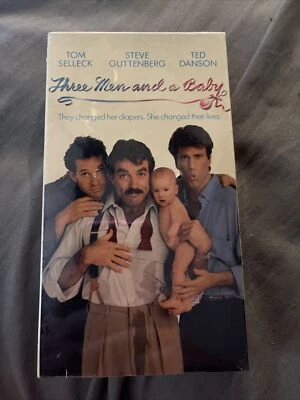 TOM SELLECK
STEVE GUTTENBERG
TED DANSON
Three Men and a Baby
They changed her diapers. She changed their lives.